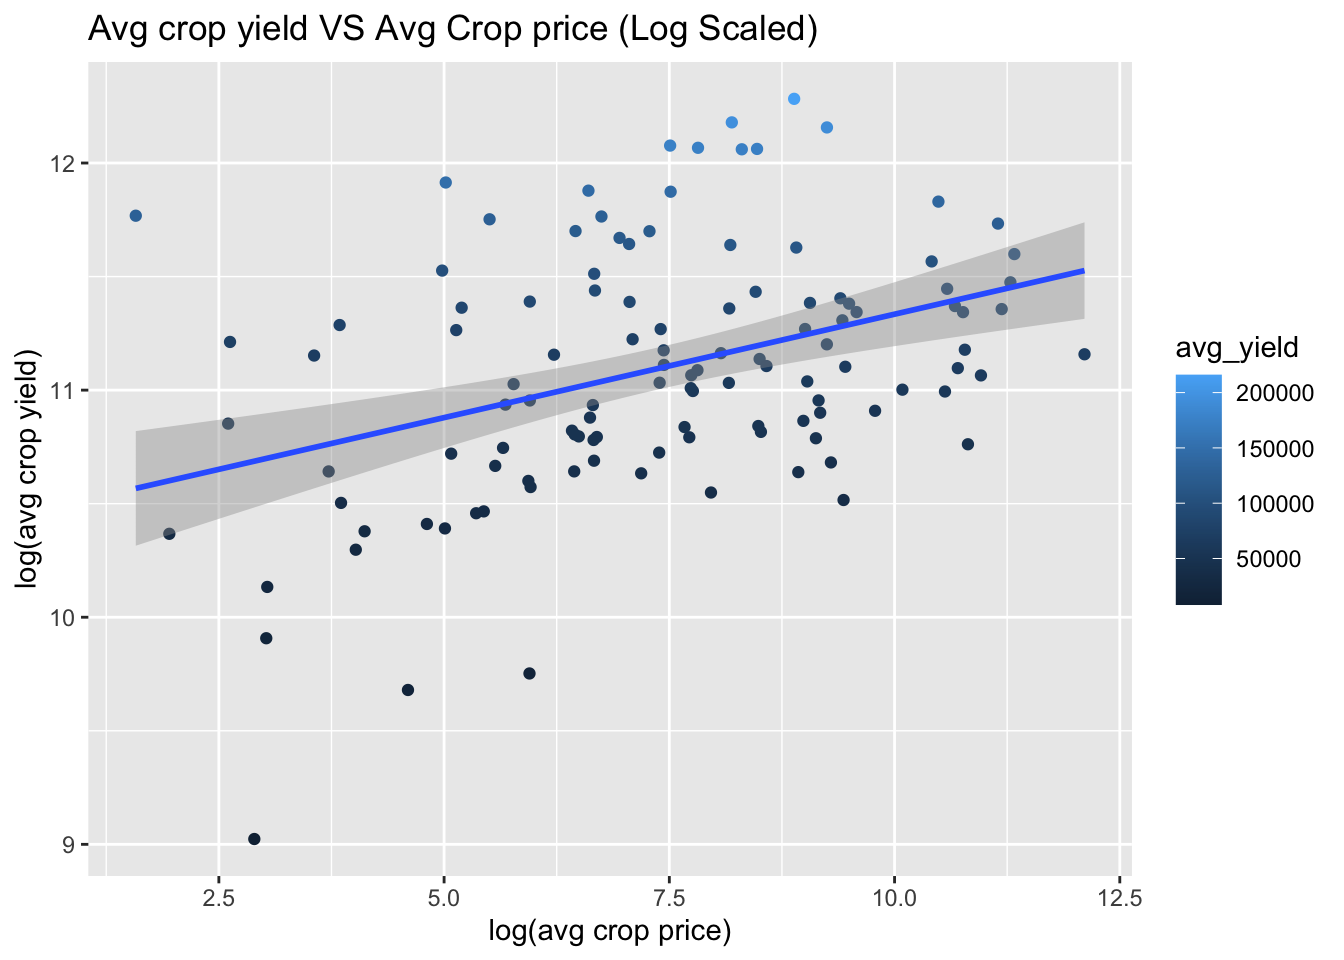 Avg crop yield VS Avg Crop price (Log Scaled)
log(avg crop yield)
12
11
10
9
2.5 5.0 7.5 10.0 12.5
log(avg crop price)
avg_yield
200000
150000
100000
50000